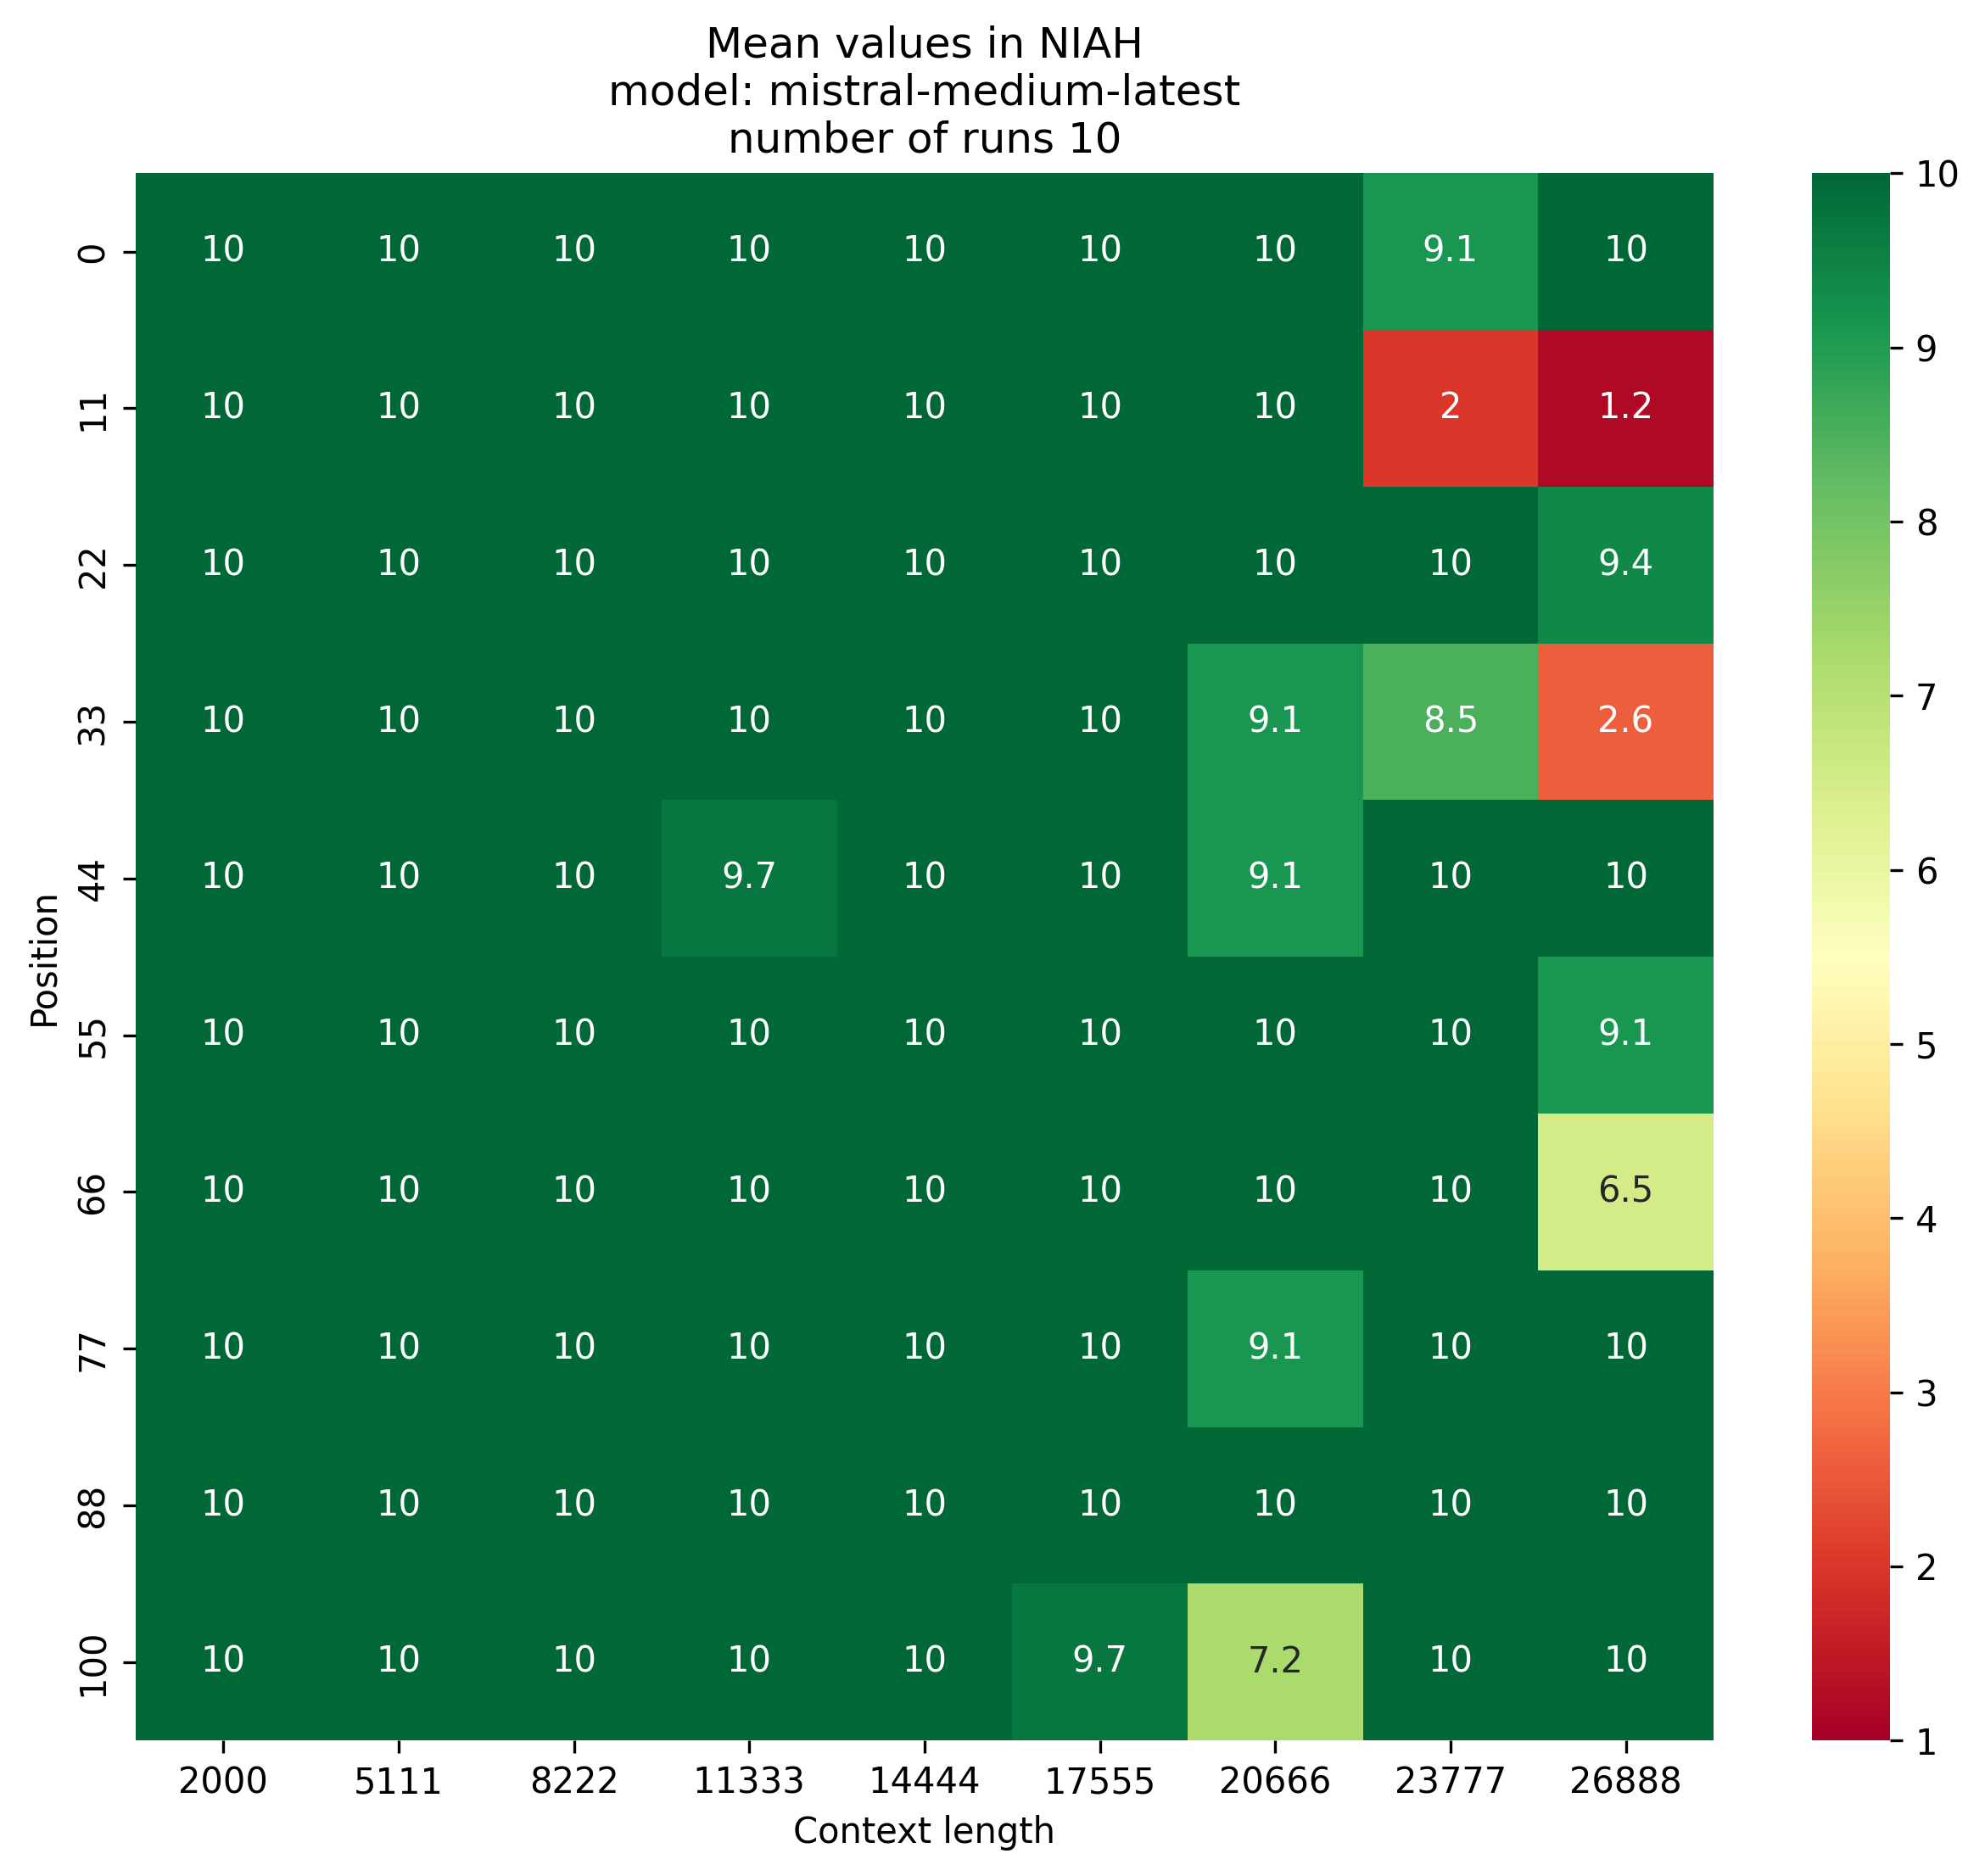 Mean values in NIAH
model: mistral-medium-latest
number of runs 10
0 10 10 10 10 10 10 10 9.1 10
11 10 10 10 10 10 10 10 2 1.2
22 10 10 10 10 10 10 10 10 9.4
33 10 10 10 10 10 10 9.1 8.5 2.6
44 10 10 10 9.7 10 10 9.1 10 10
55 10 10 10 10 10 10 10 10 9.1
66 10 10 10 10 10 10 10 10 6.5
77 10 10 10 10 10 10 9.1 10 10
88 10 10 10 10 10 10 10 10 10
100 10 10 10 10 10 9.7 7.2 10 10
Position
2000 5111 8222 11333 14444 17555 20666 23777 26888
Context length
10
9
8
7
6
5
4
3
2
1